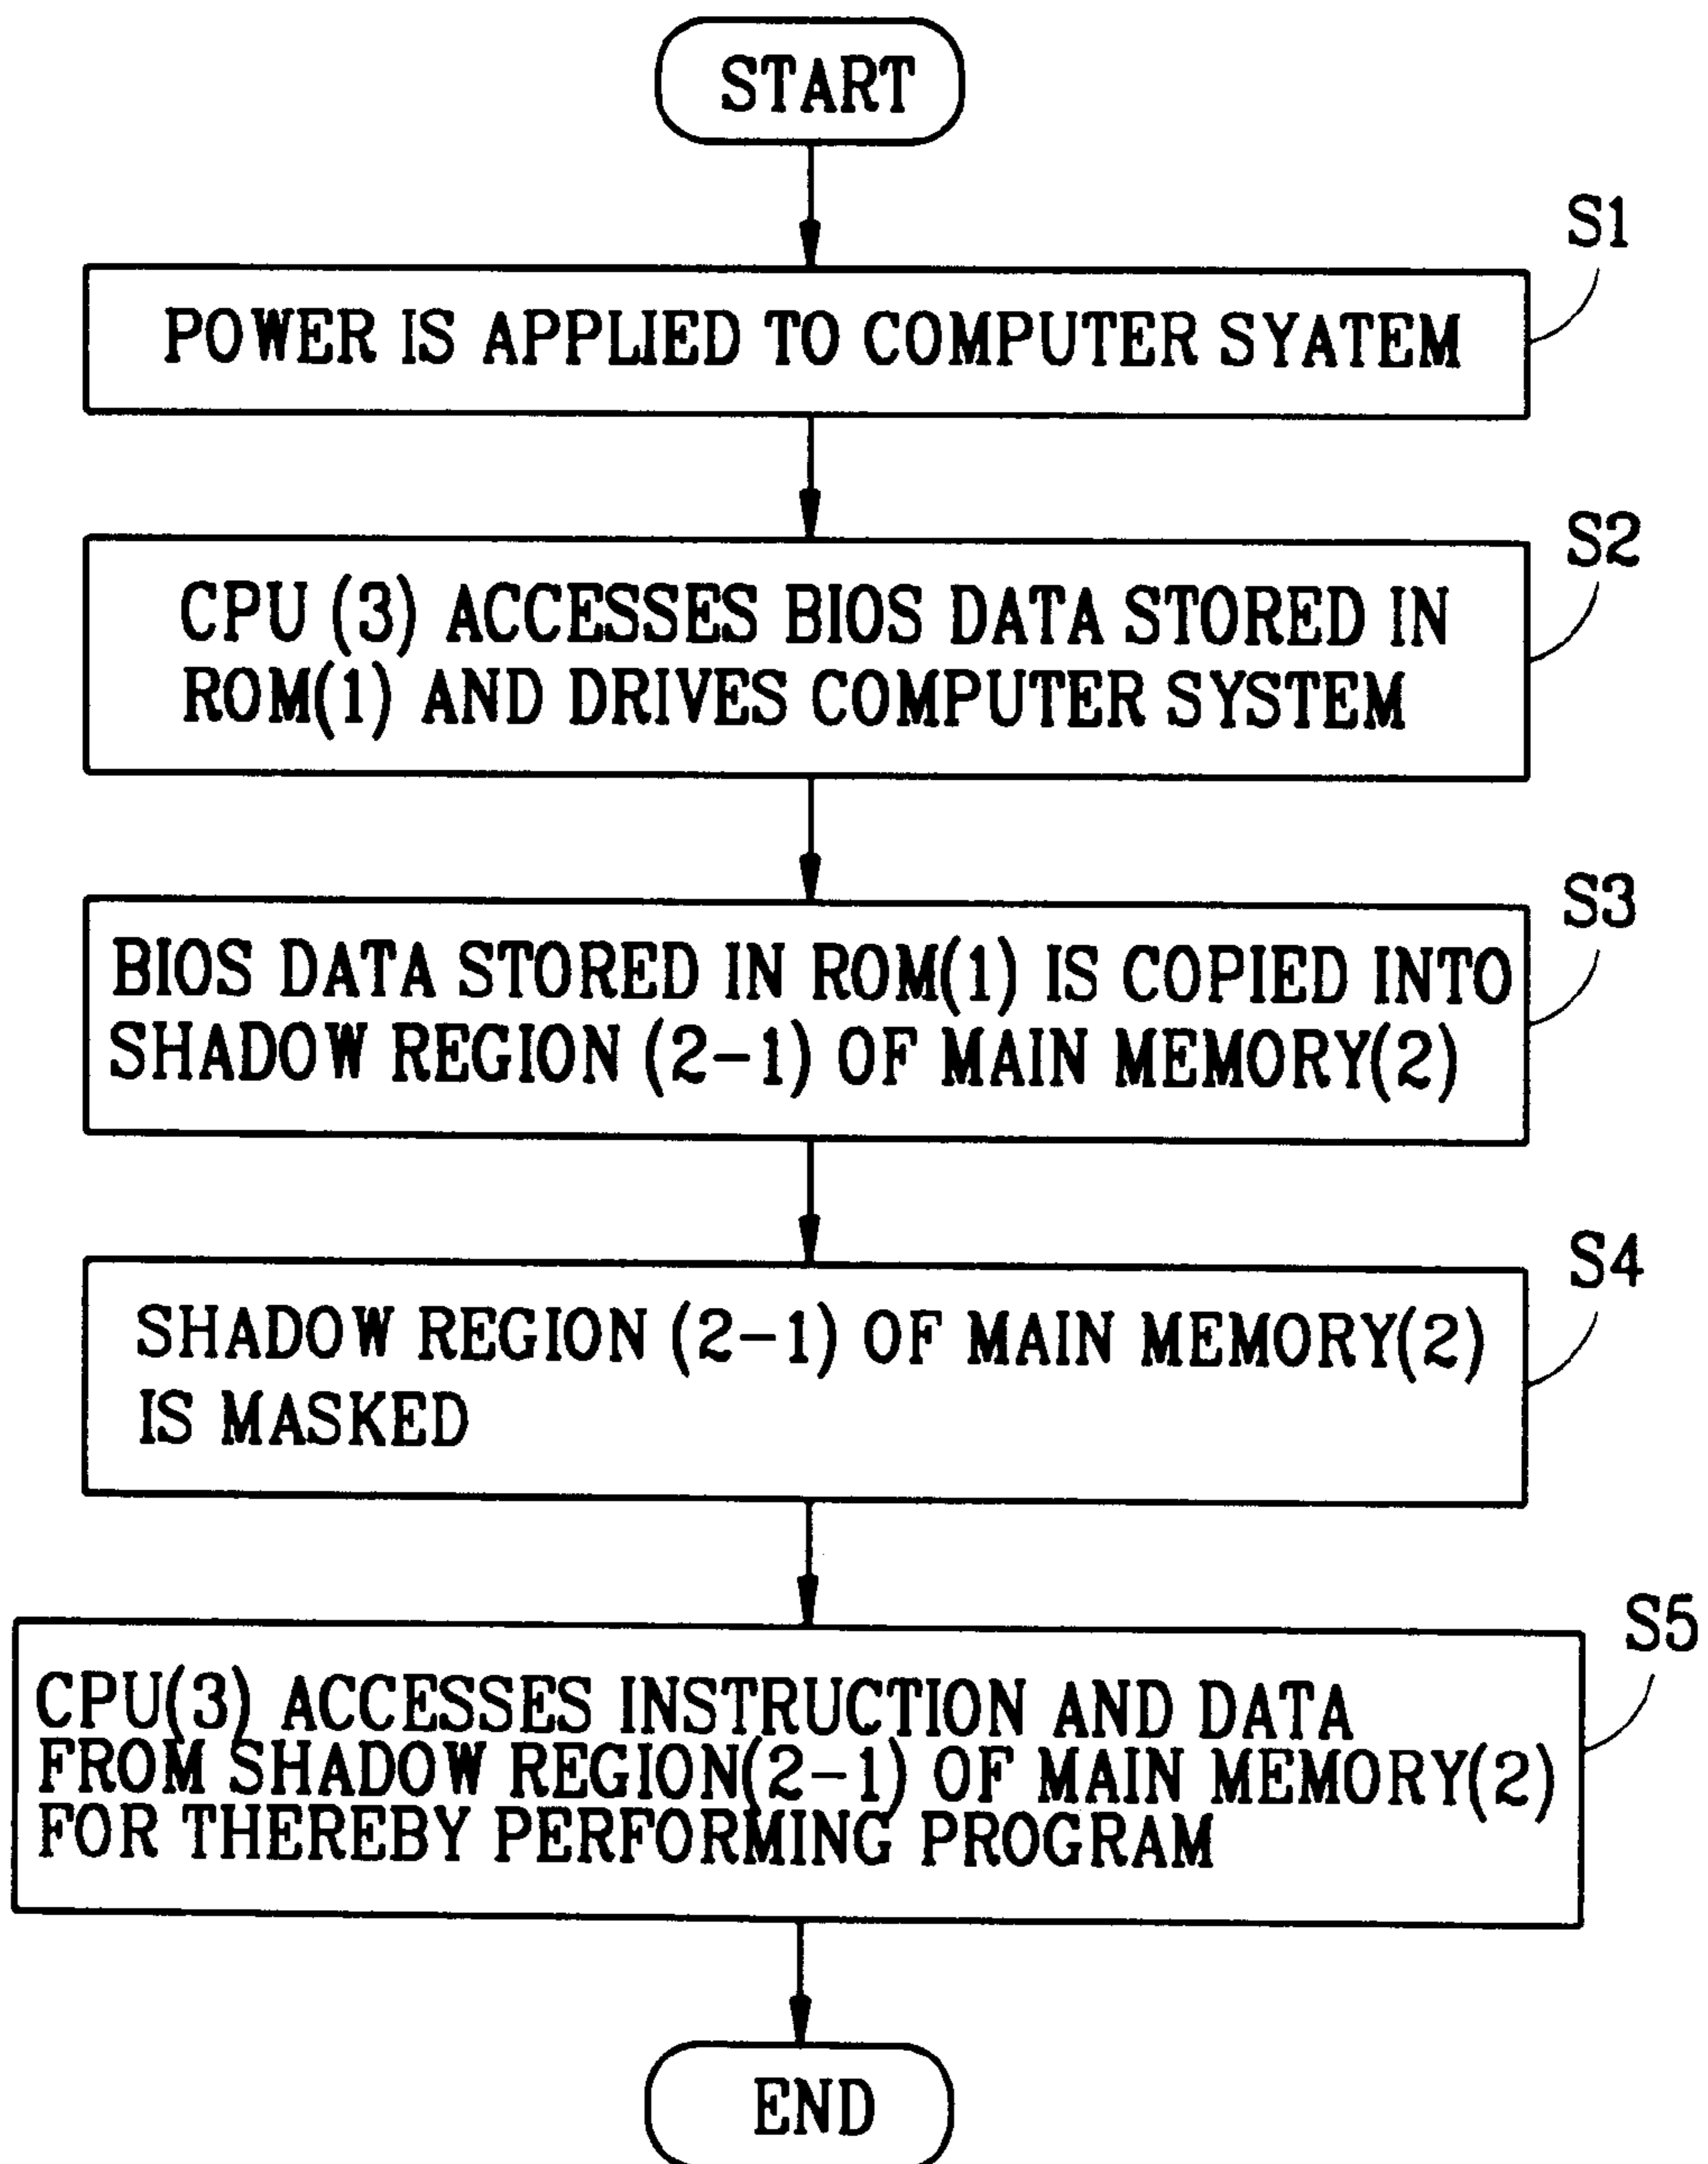 START
S1
POWER IS APPLIED TO COMPUTER SYATEM
S2
CPU (3) ACCESSES BIOS DATA STORED IN
ROM(1) AND DRIVES COMPUTER SYSTEM
S3
BIOS DATA STORED IN ROM(1) IS COPIED INTO
SHADOW REGION (2-1) OF MAIN MEMORY(2)
S4
SHADOW REGION (2-1) OF MAIN MEMORY(2)
IS MASKED
S5
CPU(3) ACCESSES INSTRUCTION AND DATA
FROM SHADOW REGION(2-1) OF MAIN MEMORY(2)
FOR THEREBY PERFORMING PROGRAM
END